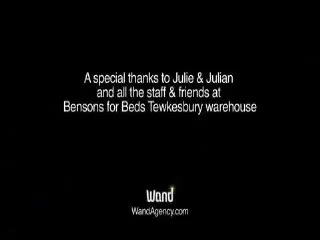 A special thanks to Julie & Julian
and all the staff & friends at
Bensons for Beds Tewkesbury warehouse
Wand
WandAgency.com